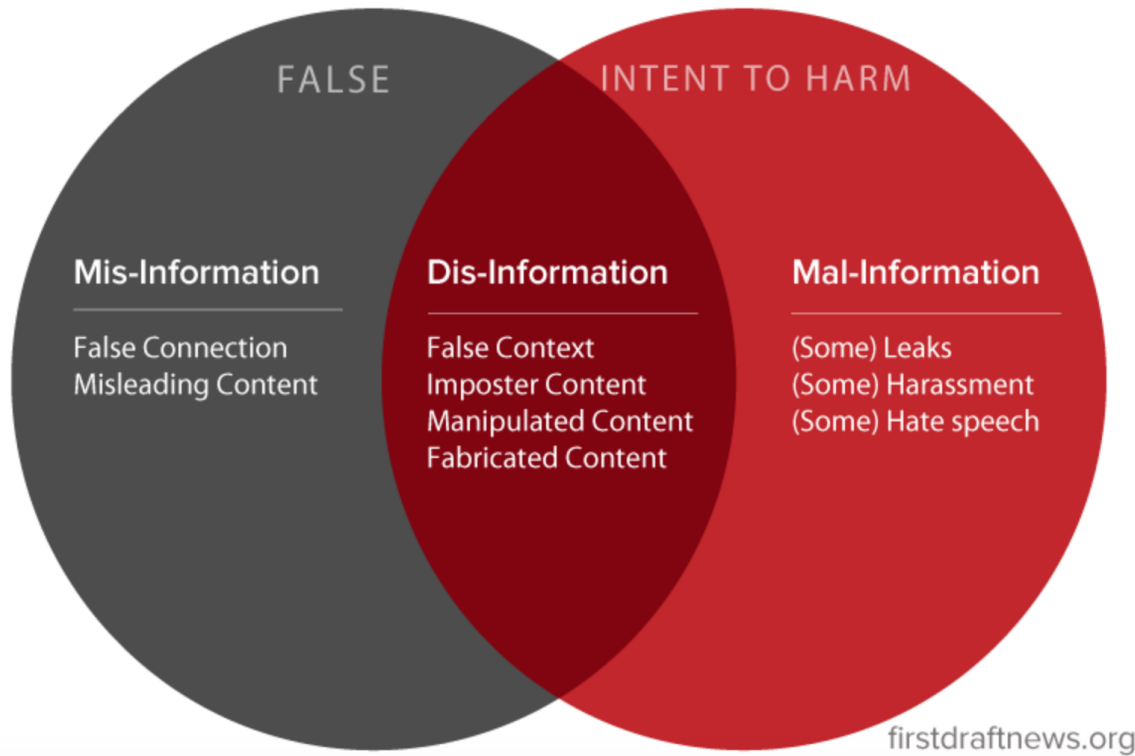 FALSE
INTENT TO HARM
Mis-Information
False Connection
Misleading Content
Dis-Information
False Context
Imposter Content
Manipulated Content
Fabricated Content
Mal-Information
(Some) Leaks
(Some) Harassment
(Some) Hate speech
firstdraftnews.org